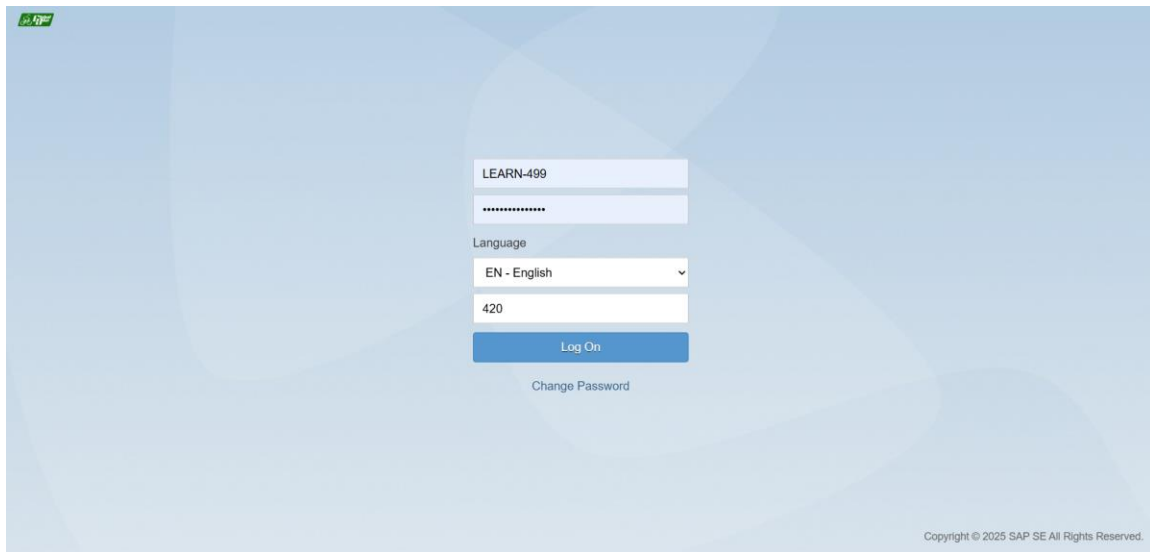 LEARN-499
•••••••••••••••
Language
EN - English
420
Log On
Change Password
Copyright © 2025 SAP SE All Rights Reserved.